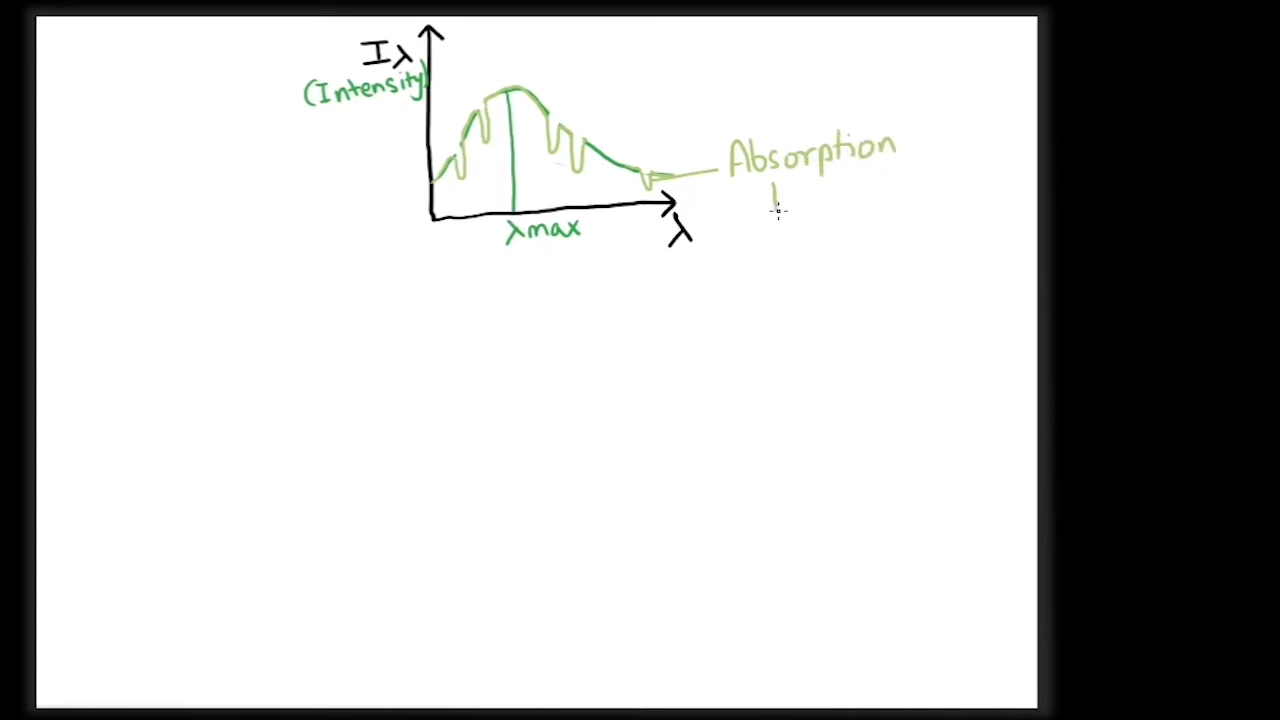 Iλ
(Intensity)
Absorption
λmax
λ